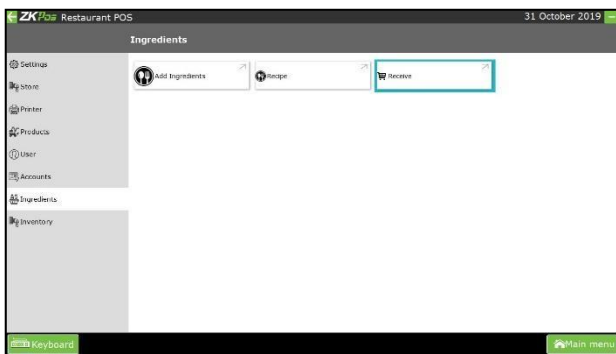 ZKPos Restaurant POS 31 October 2019
Ingredients
Settings
Store
Printer
Products
User
Accounts
Ingredients
Inventory
Add Ingredients Recipe Receive
Keyboard Main menu